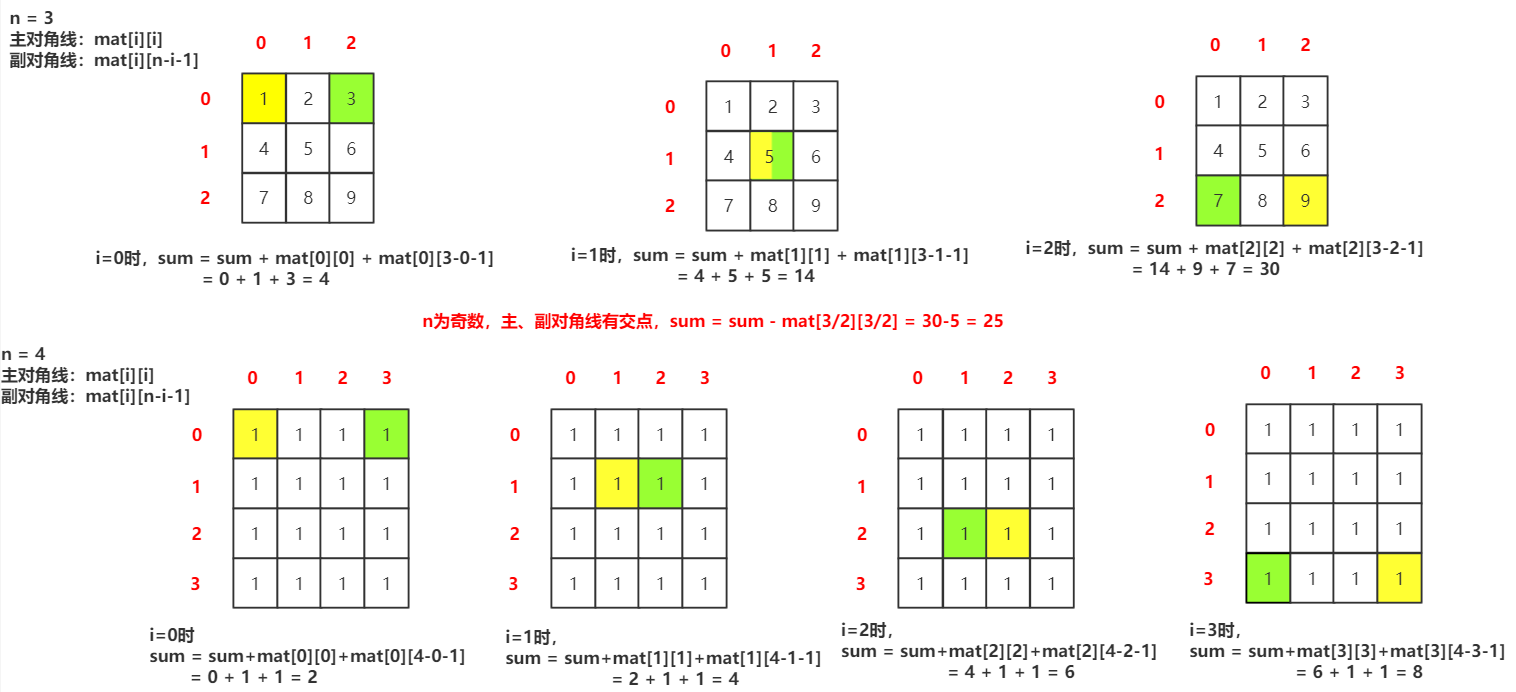 n = 3
主对角线：mat[i][i]
副对角线：mat[i][n-i-1]
0 1 2
0 1 2 3
1 4 5 6
2 7 8 9
i=0时，sum = sum + mat[0][0] + mat[0][3-0-1]
= 0 + 1 + 3 = 4
0 1 2
0 1 2 3
1 4 5 6
2 7 8 9
i=1时，sum = sum + mat[1][1] + mat[1][3-1-1]
= 4 + 5 + 5 = 14
0 1 2
0 1 2 3
1 4 5 6
2 7 8 9
i=2时，sum = sum + mat[2][2] + mat[2][3-2-1]
= 14 + 9 + 7 = 30
n为奇数，主、副对角线有交点，sum = sum - mat[3/2][3/2] = 30-5 = 25
n = 4
主对角线：mat[i][i]
副对角线：mat[i][n-i-1]
0 1 2 3
0 1 1 1 1
1 1 1 1 1
2 1 1 1 1
3 1 1 1 1
i=0时
sum = sum+mat[0][0]+mat[0][4-0-1]
= 0 + 1 + 1 = 2
0 1 2 3
0 1 1 1 1
1 1 1 1 1
2 1 1 1 1
3 1 1 1 1
i=1时，
sum = sum+mat[1][1]+mat[1][4-1-1]
= 2 + 1 + 1 = 4
0 1 2 3
0 1 1 1 1
1 1 1 1 1
2 1 1 1 1
3 1 1 1 1
i=2时，
sum = sum+mat[2][2]+mat[2][4-2-1]
= 4 + 1 + 1 = 6
0 1 2 3
0 1 1 1 1
1 1 1 1 1
2 1 1 1 1
3 1 1 1 1
i=3时，
sum = sum+mat[3][3]+mat[3][4-3-1]
= 6 + 1 + 1 = 8